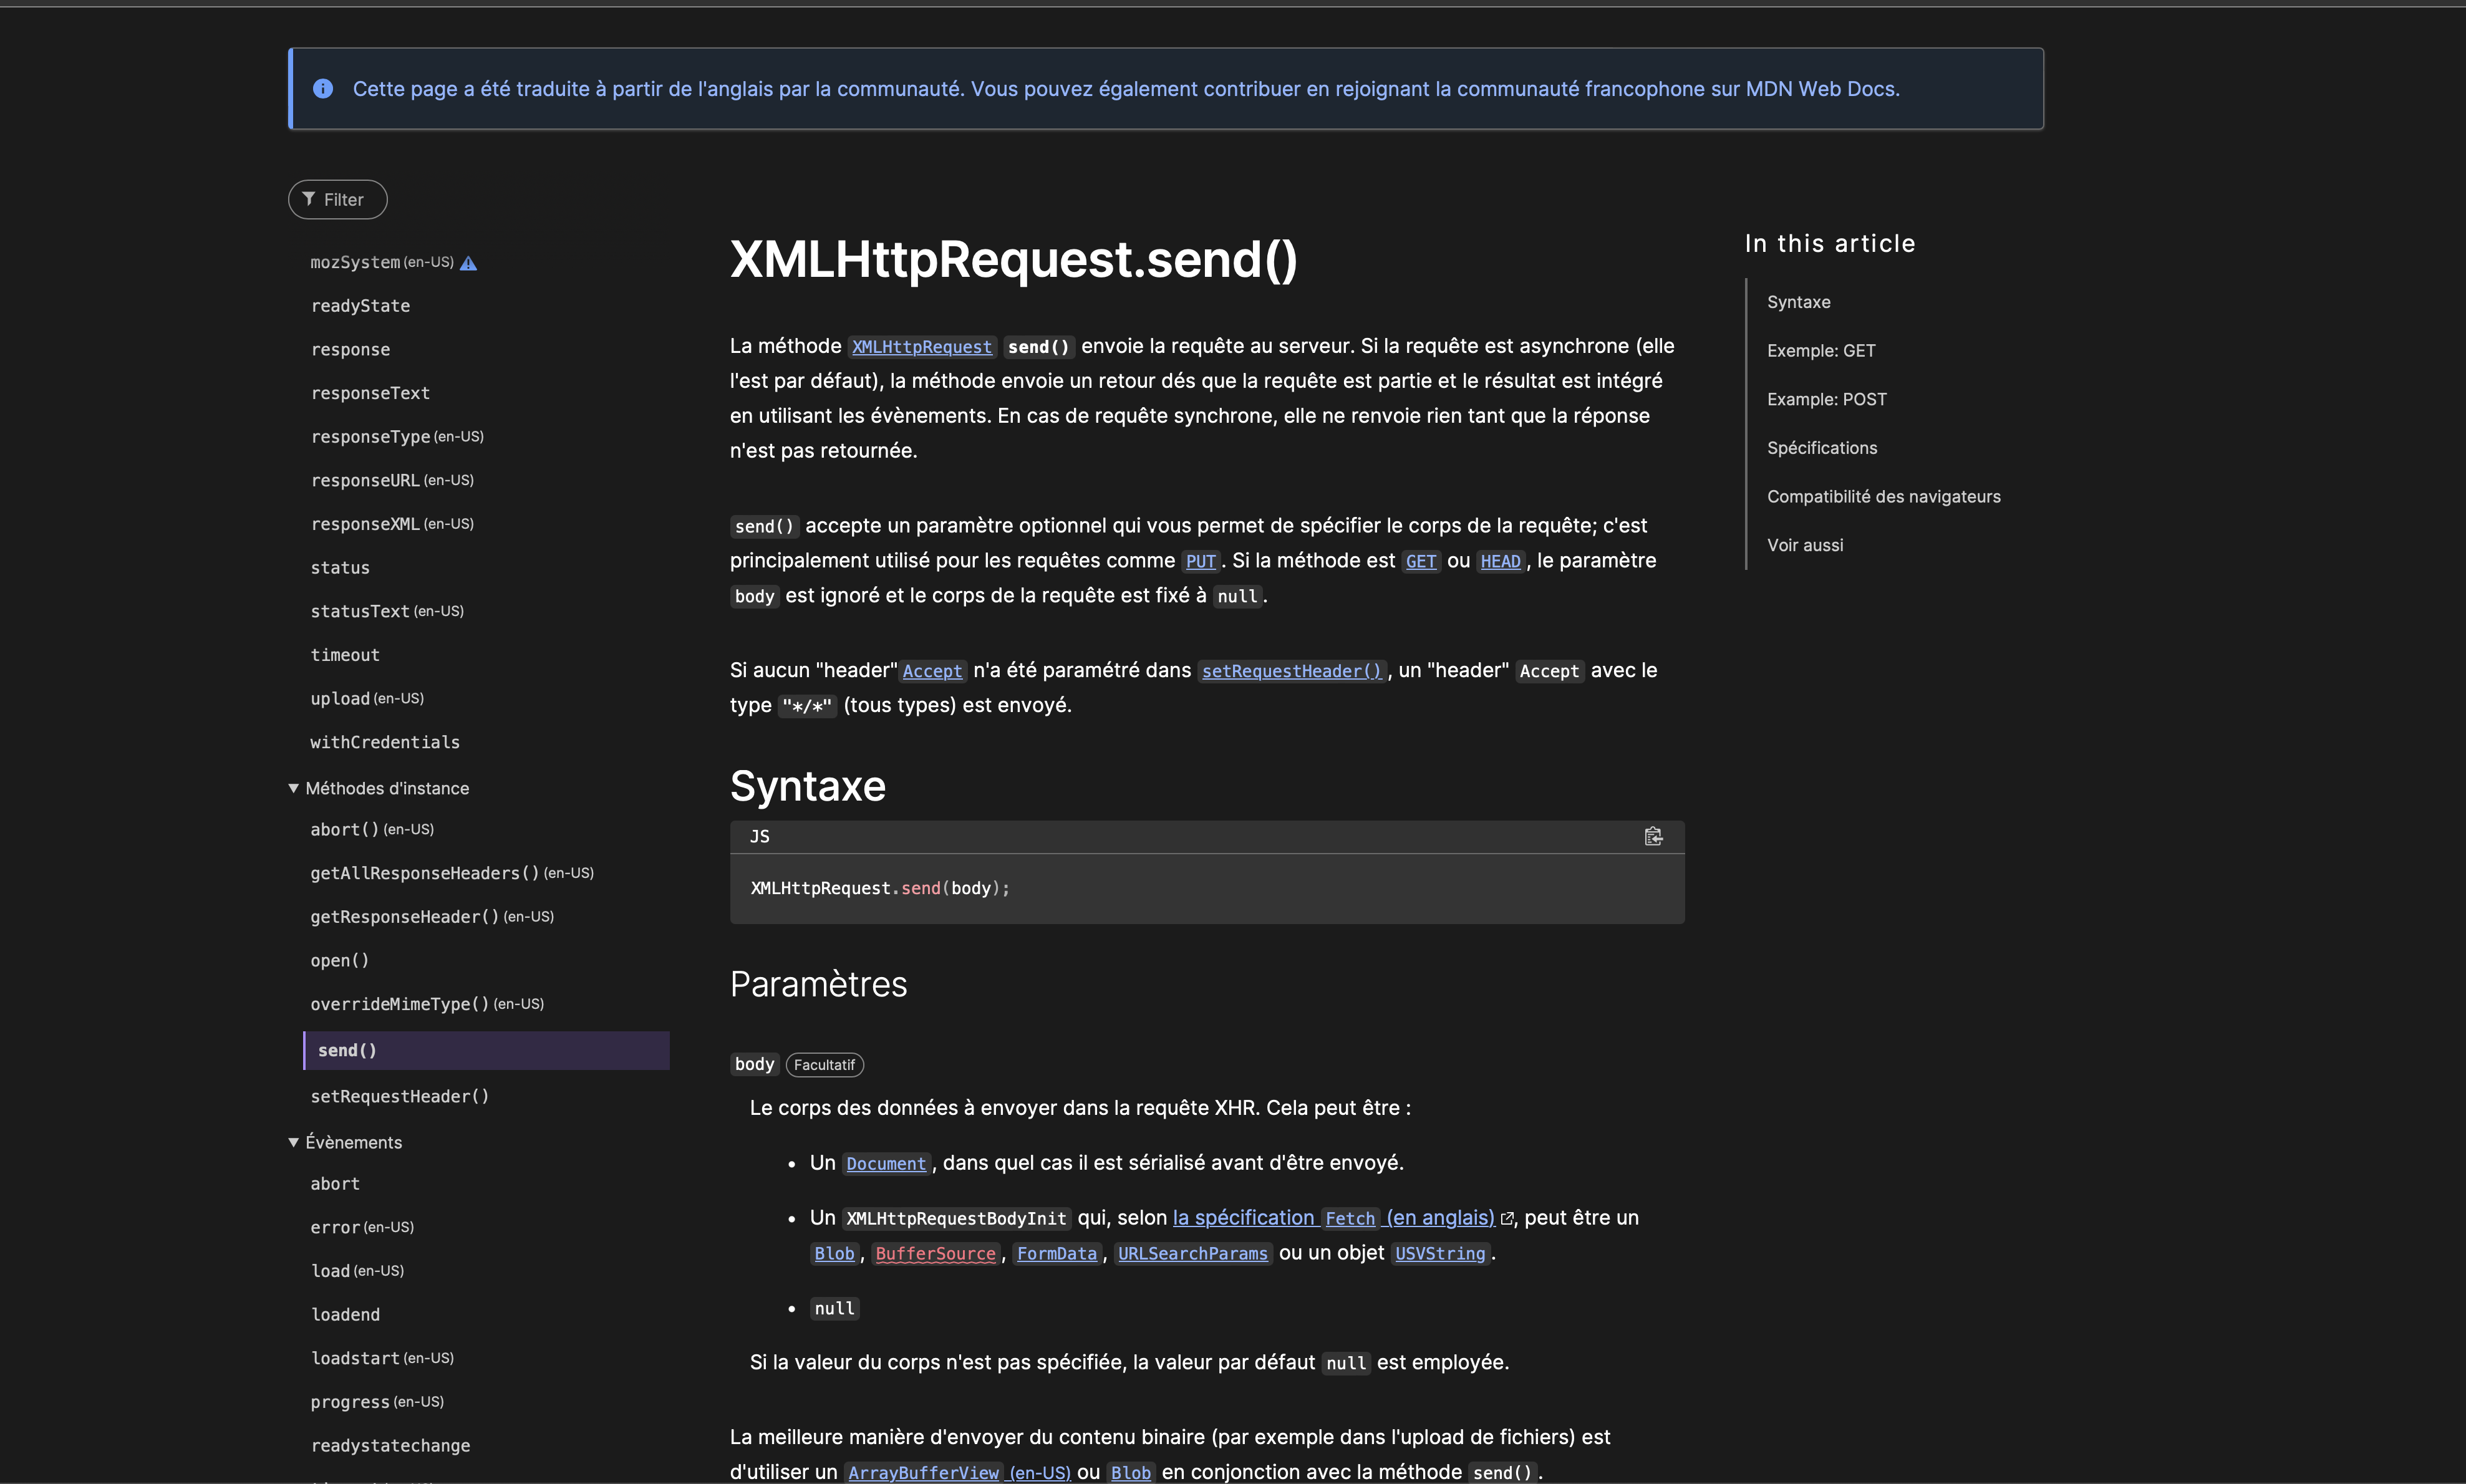 Cette page a été traduite à partir de l'anglais par la communauté. Vous pouvez également contribuer en rejoignant la communauté francophone sur MDN Web Docs.
Filter
mozSystem (en-US)
readyState
response
responseText
responseType (en-US)
responseURL (en-US)
responseXML (en-US)
status
statusText (en-US)
timeout
upload (en-US)
withCredentials
Méthodes d'instance
abort() (en-US)
getAllResponseHeaders() (en-US)
getResponseHeader() (en-US)
open()
overrideMimeType() (en-US)
send()
setRequestHeader()
Évènements
abort
error (en-US)
load (en-US)
loadend
loadstart (en-US)
progress (en-US)
readystatechange
XMLHttpRequest.send()
La méthode XMLHttpRequest send() envoie la requête au serveur. Si la requête est asynchrone (elle
l'est par défaut), la méthode envoie un retour dés que la requête est partie et le résultat est intégré
en utilisant les évènements. En cas de requête synchrone, elle ne renvoie rien tant que la réponse
n'est pas retournée.
send() accepte un paramètre optionnel qui vous permet de spécifier le corps de la requête; c'est
principalement utilisé pour les requêtes comme PUT. Si la méthode est GET ou HEAD, le paramètre
body est ignoré et le corps de la requête est fixé à null.
Si aucun "header" Accept n'a été paramétré dans setRequestHeader(), un "header" Accept avec le
type "*/*" (tous types) est envoyé.
Syntaxe
JS
XMLHttpRequest.send(body);
Paramètres
body Facultatif
Le corps des données à envoyer dans la requête XHR. Cela peut être :
• Un Document, dans quel cas il est sérialisé avant d'être envoyé.
• Un XMLHttpRequestBodyInit qui, selon la spécification Fetch (en anglais), peut être un
Blob, BufferSource, FormData, URLSearchParams ou un objet USVString.
• null
Si la valeur du corps n'est pas spécifiée, la valeur par défaut null est employée.
La meilleure manière d'envoyer du contenu binaire (par exemple dans l'upload de fichiers) est
d'utiliser un ArrayBufferView (en-US) ou Blob en conjonction avec la méthode send().
In this article
Syntaxe
Exemple: GET
Example: POST
Spécifications
Compatibilité des navigateurs
Voir aussi